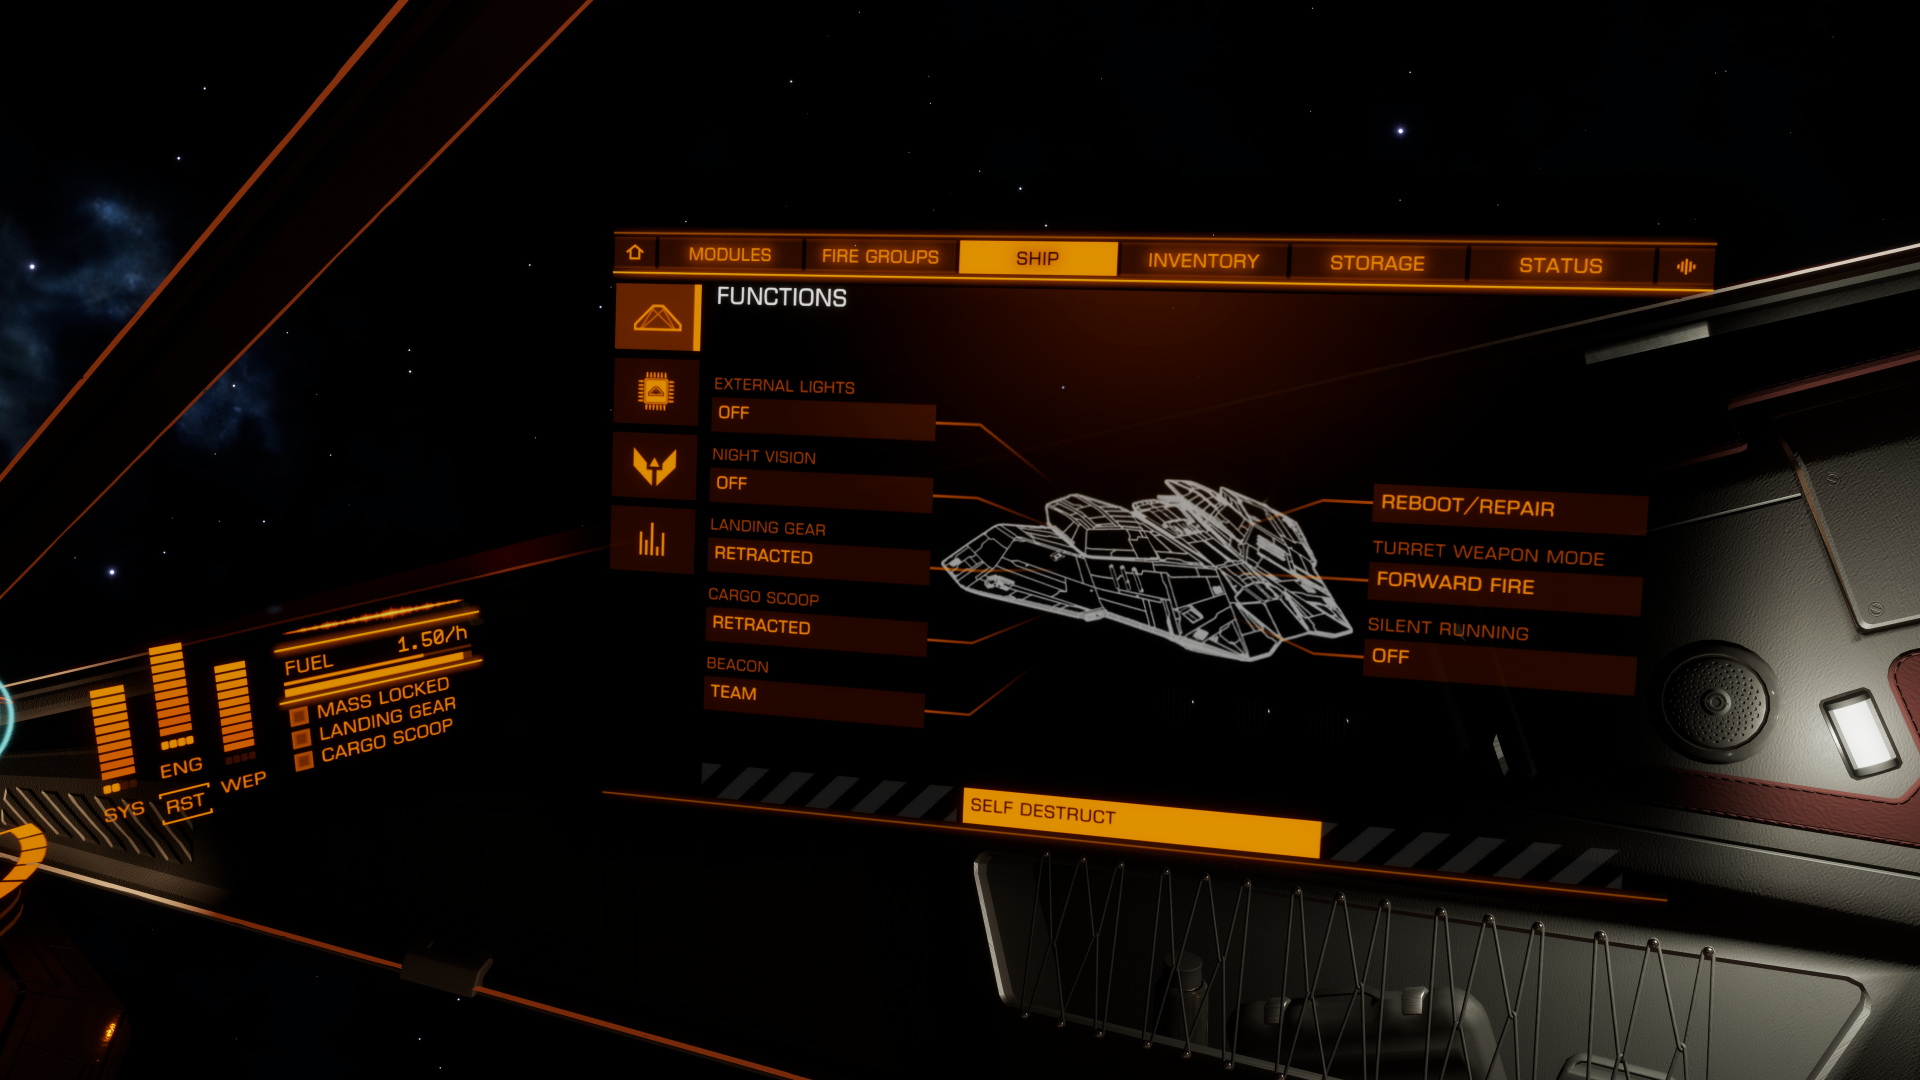 MODULES
FIRE GROUPS
SHIP
INVENTORY
STORAGE
STATUS
FUNCTIONS
EXTERNAL LIGHTS
OFF
NIGHT VISION
OFF
LANDING GEAR
RETRACTED
CARGO SCOOP
RETRACTED
BEACON
TEAM
REBOOT/REPAIR
TURRET WEAPON MODE
FORWARD FIRE
SILENT RUNNING
OFF
SELF DESTRUCT
FUEL
1.50/h
MASS LOCKED
LANDING GEAR
CARGO SCOOP
SYS
ENG
WEP
RST